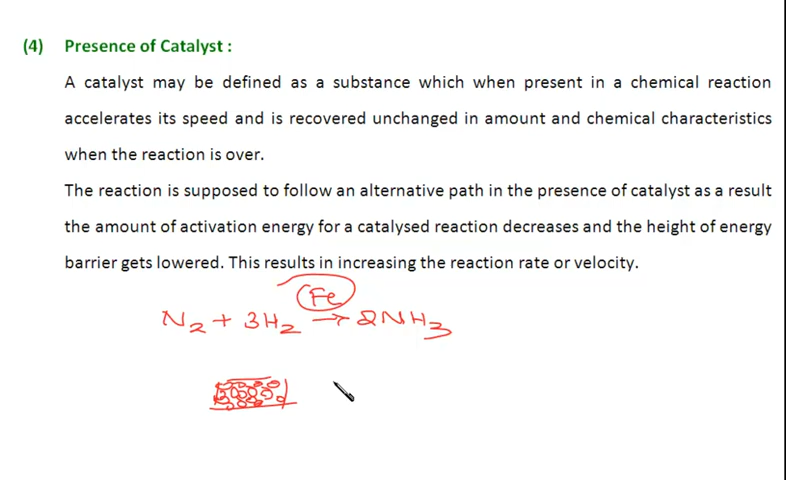 (4) Presence of Catalyst :
A catalyst may be defined as a substance which when present in a chemical reaction
accelerates its speed and is recovered unchanged in amount and chemical characteristics
when the reaction is over.
The reaction is supposed to follow an alternative path in the presence of catalyst as a result
the amount of activation energy for a catalysed reaction decreases and the height of energy
barrier gets lowered. This results in increasing the reaction rate or velocity.
Fe
N2 + 3H2 → 2NH3